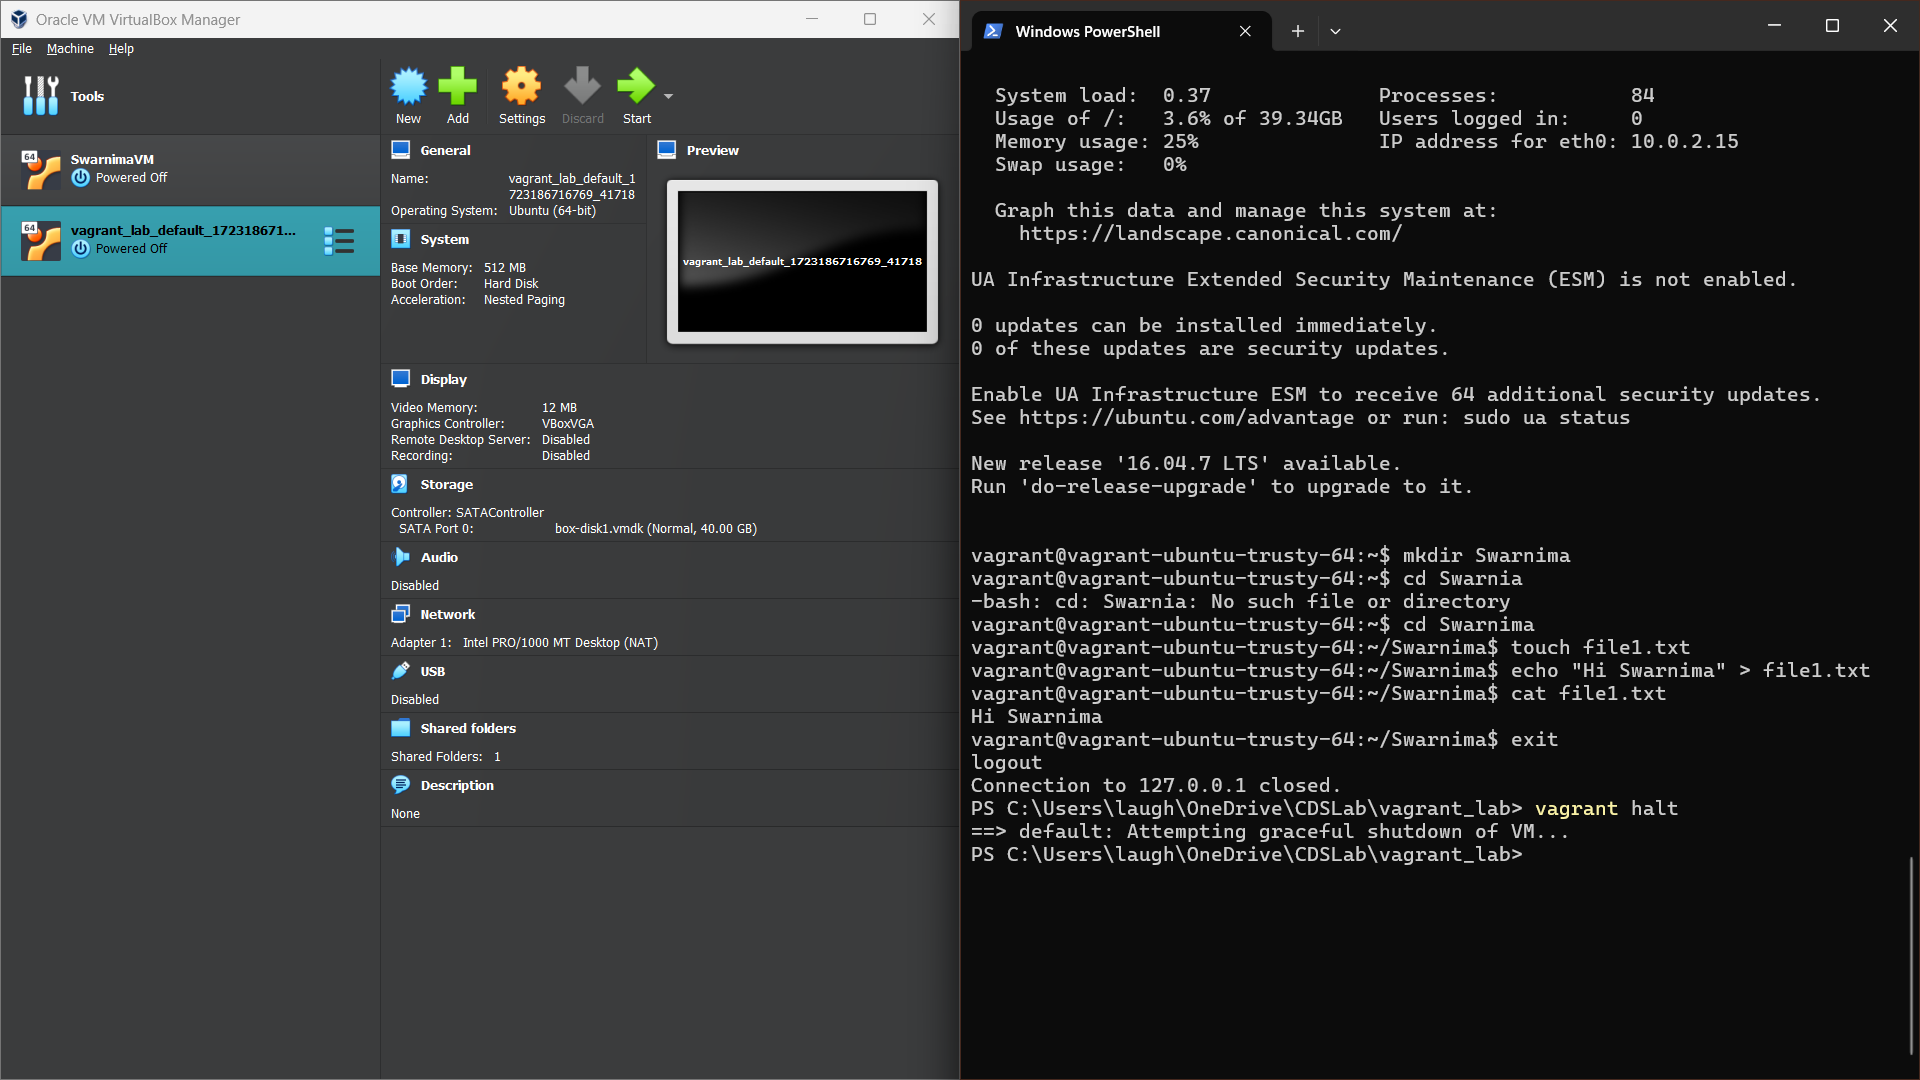 Oracle VM VirtualBox Manager
File Machine Help
Tools
New Add Settings Discard Start
64
SwarnimaVM
Powered Off
64
vagrant_lab_default_172318671...
Powered Off
General
Name: vagrant_lab_default_1
723186716769_41718
Operating System: Ubuntu (64-bit)
System
Base Memory: 512 MB
Boot Order: Hard Disk
Acceleration: Nested Paging
Preview
vagrant_lab_default_1723186716769_41718
Display
Video Memory: 12 MB
Graphics Controller: VBoxVGA
Remote Desktop Server: Disabled
Recording: Disabled
Storage
Controller: SATAController
SATA Port 0: box-disk1.vmdk (Normal, 40.00 GB)
Audio
Disabled
Network
Adapter 1: Intel PRO/1000 MT Desktop (NAT)
USB
Disabled
Shared folders
Shared Folders: 1
Description
None
Windows PowerShell
System load: 0.37 Processes: 84
Usage of /: 3.6% of 39.34GB Users logged in: 0
Memory usage: 25% IP address for eth0: 10.0.2.15
Swap usage: 0%
Graph this data and manage this system at:
https://landscape.canonical.com/
UA Infrastructure Extended Security Maintenance (ESM) is not enabled.
0 updates can be installed immediately.
0 of these updates are security updates.
Enable UA Infrastructure ESM to receive 64 additional security updates.
See https://ubuntu.com/advantage or run: sudo ua status
New release '16.04.7 LTS' available.
Run 'do-release-upgrade' to upgrade to it.
vagrant@vagrant-ubuntu-trusty-64:~$ mkdir Swarnima
vagrant@vagrant-ubuntu-trusty-64:~$ cd Swarnia
-bash: cd: Swarnia: No such file or directory
vagrant@vagrant-ubuntu-trusty-64:~$ cd Swarnima
vagrant@vagrant-ubuntu-trusty-64:~/Swarnima$ touch file1.txt
vagrant@vagrant-ubuntu-trusty-64:~/Swarnima$ echo "Hi Swarnima" > file1.txt
vagrant@vagrant-ubuntu-trusty-64:~/Swarnima$ cat file1.txt
Hi Swarnima
vagrant@vagrant-ubuntu-trusty-64:~/Swarnima$ exit
logout
Connection to 127.0.0.1 closed.
PS C:\Users\laugh\OneDrive\CDSLab\vagrant_lab> vagrant halt
==> default: Attempting graceful shutdown of VM...
PS C:\Users\laugh\OneDrive\CDSLab\vagrant_lab>